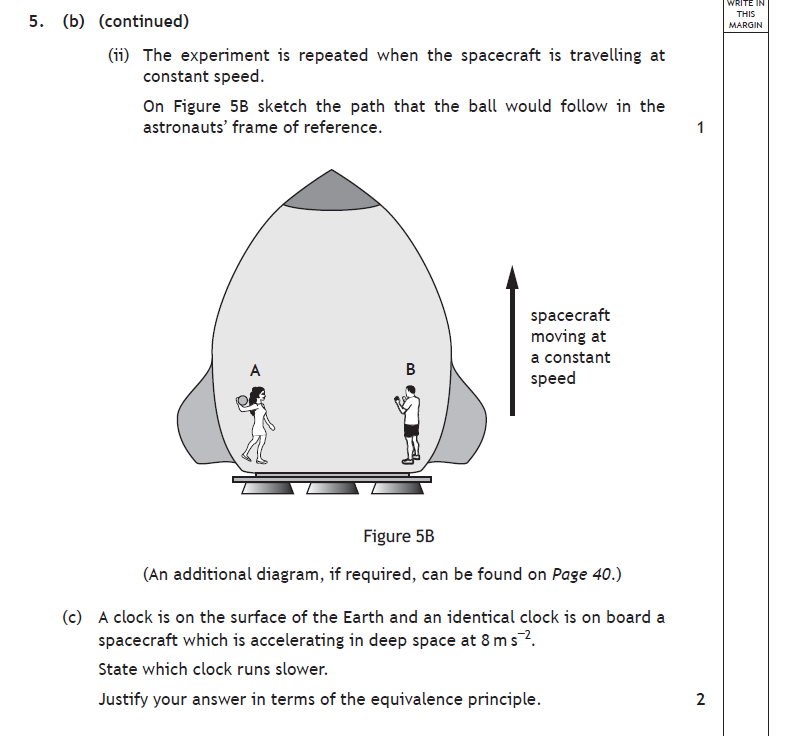 WRITE IN
THIS
MARGIN
5. (b) (continued)
(ii) The experiment is repeated when the spacecraft is travelling at
constant speed.
On Figure 5B sketch the path that the ball would follow in the
astronauts’ frame of reference.
1
A
B
spacecraft
moving at
a constant
speed
Figure 5B
(An additional diagram, if required, can be found on Page 40.)
(c) A clock is on the surface of the Earth and an identical clock is on board a
spacecraft which is accelerating in deep space at 8 m s⁻².
State which clock runs slower.
Justify your answer in terms of the equivalence principle.
2